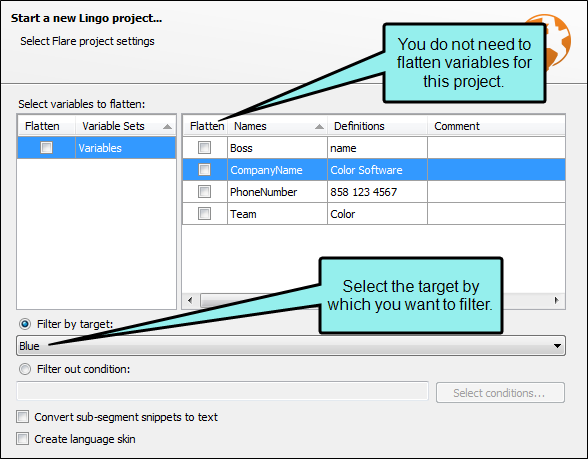 Start a new Lingo project...
Select Flare project settings
You do not need to
flatten variables for
this project.
Select variables to flatten:
Flatten Variable Sets
Variables
Flatten Names Definitions Comment
Boss name
CompanyName Color Software
PhoneNumber 858 123 4567
Team Color
Select the target by
which you want to filter.
Filter by target:
Blue
Filter out condition:
Select conditions...
Convert sub-segment snippets to text
Create language skin